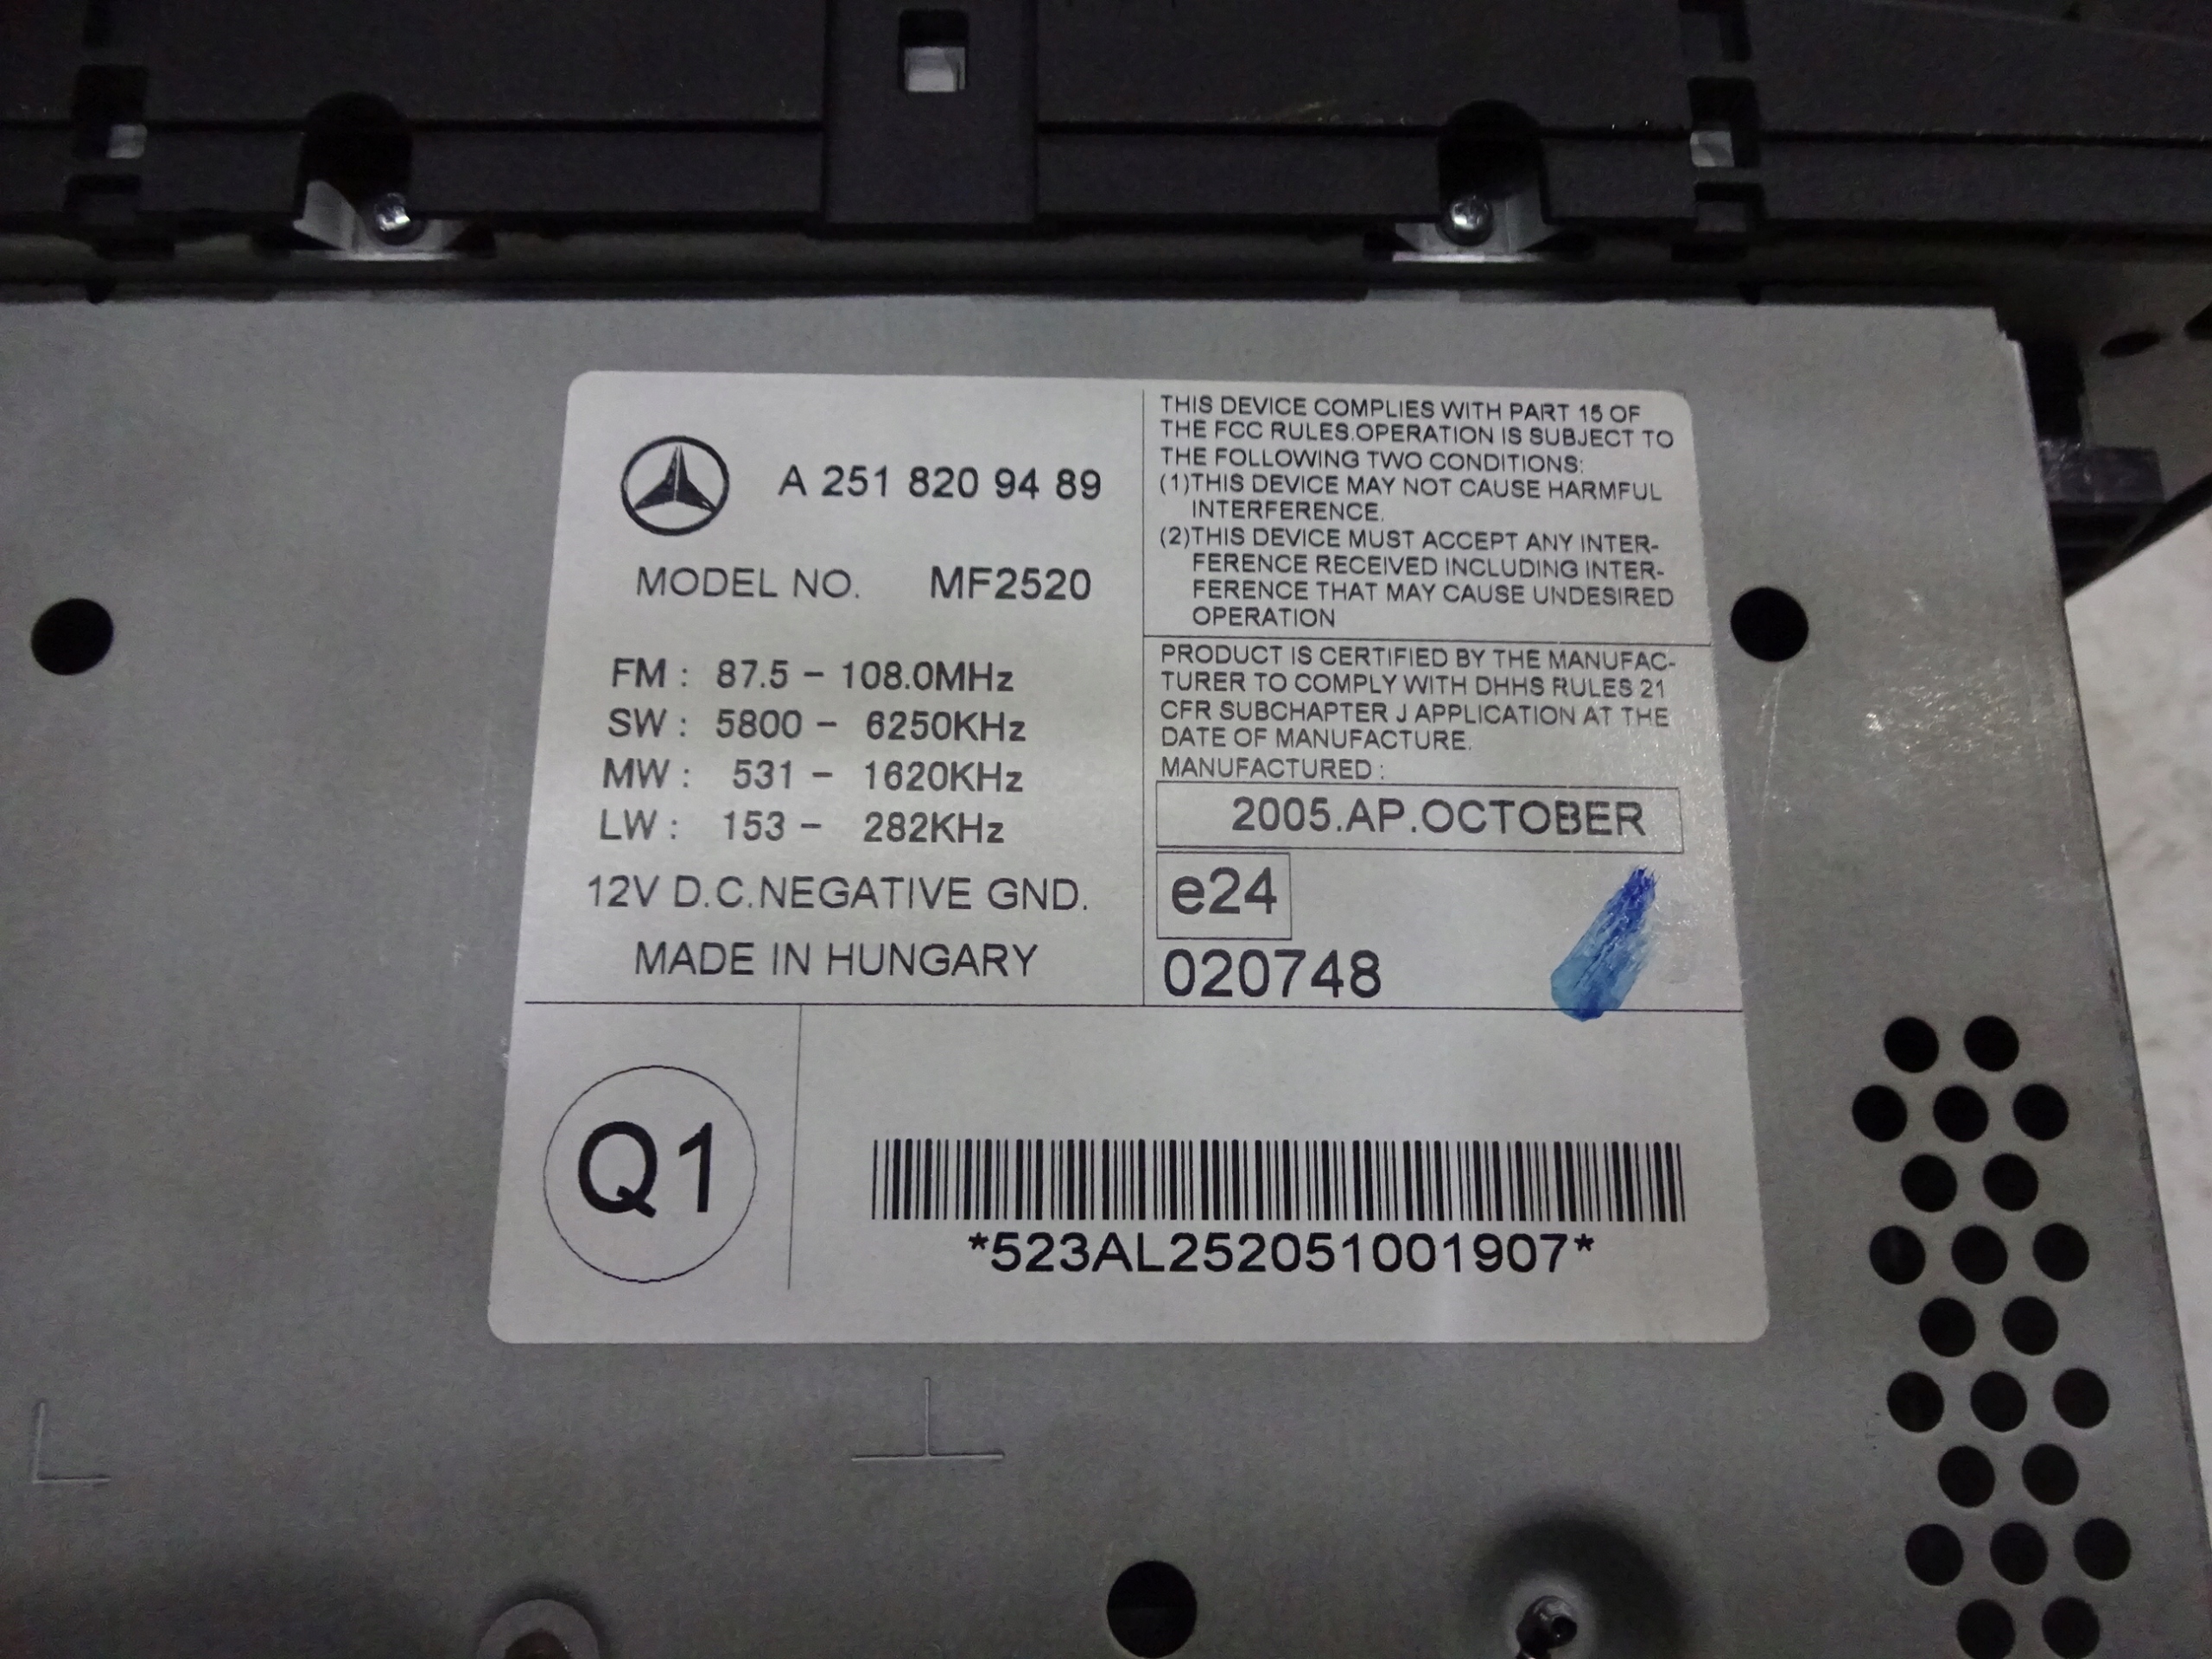 A 251 820 94 89
MODEL NO. MF2520
FM : 87.5 – 108.0MHz
SW : 5800 – 6250KHz
MW : 531 – 1620KHz
LW : 153 – 282KHz
12V D.C.NEGATIVE GND.
MADE IN HUNGARY
THIS DEVICE COMPLIES WITH PART 15 OF
THE FCC RULES.OPERATION IS SUBJECT TO
THE FOLLOWING TWO CONDITIONS:
(1)THIS DEVICE MAY NOT CAUSE HARMFUL
INTERFERENCE.
(2)THIS DEVICE MUST ACCEPT ANY INTER-
FERENCE RECEIVED INCLUDING INTER-
FERENCE THAT MAY CAUSE UNDESIRED
OPERATION
PRODUCT IS CERTIFIED BY THE MANUFAC-
TURER TO COMPLY WITH DHHS RULES 21
CFR SUBCHAPTER J APPLICATION AT THE
DATE OF MANUFACTURE.
MANUFACTURED :
2005.AP.OCTOBER
e24
020748
Q1
*523AL252051001907*